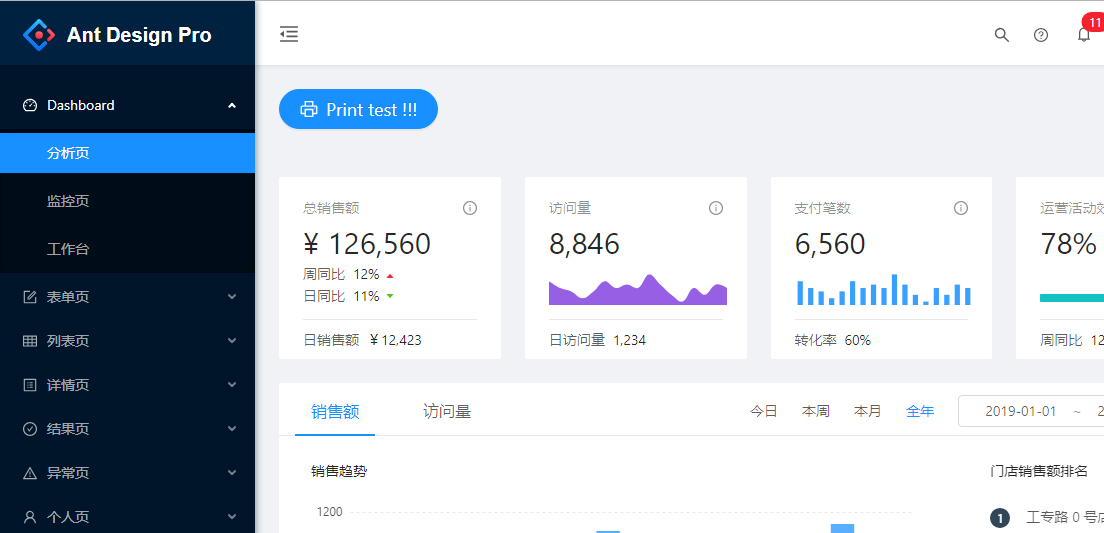 Ant Design Pro
11
Dashboard
分析页
监控页
工作台
表单页
列表页
详情页
结果页
异常页
个人页
Print test !!!
总销售额
¥ 126,560
周同比 12%
日同比 11%
日销售额 ¥12,423
访问量
8,846
日访问量 1,234
支付笔数
6,560
转化率 60%
运营活动
78%
周同比 12
销售额 访问量 今日 本周 本月 全年 2019-01-01 ~ 2
销售趋势
1200
门店销售额排名
1 工专路 0 号